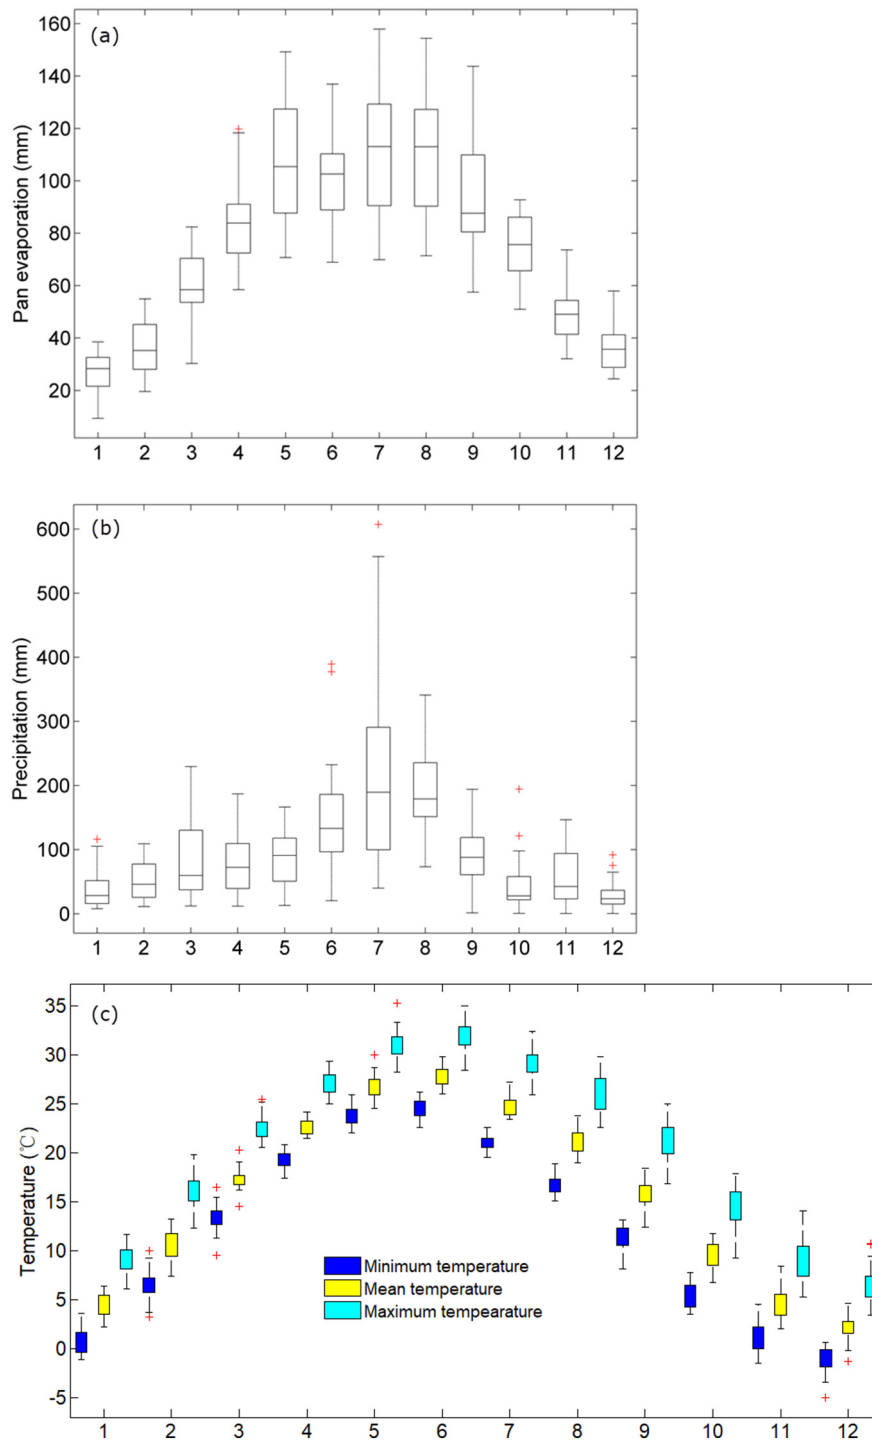 (a)
160
140
120
100
80
60
40
20
Pan evaporation (mm)
1 2 3 4 5 6 7 8 9 10 11 12
(b)
600
500
400
300
200
100
0
Precipitation (mm)
1 2 3 4 5 6 7 8 9 10 11 12
(c)
35
30
25
20
15
10
5
0
-5
Temperature (℃)
Minimum temperature
Mean temperature
Maximum tempearature
1 2 3 4 5 6 7 8 9 10 11 12